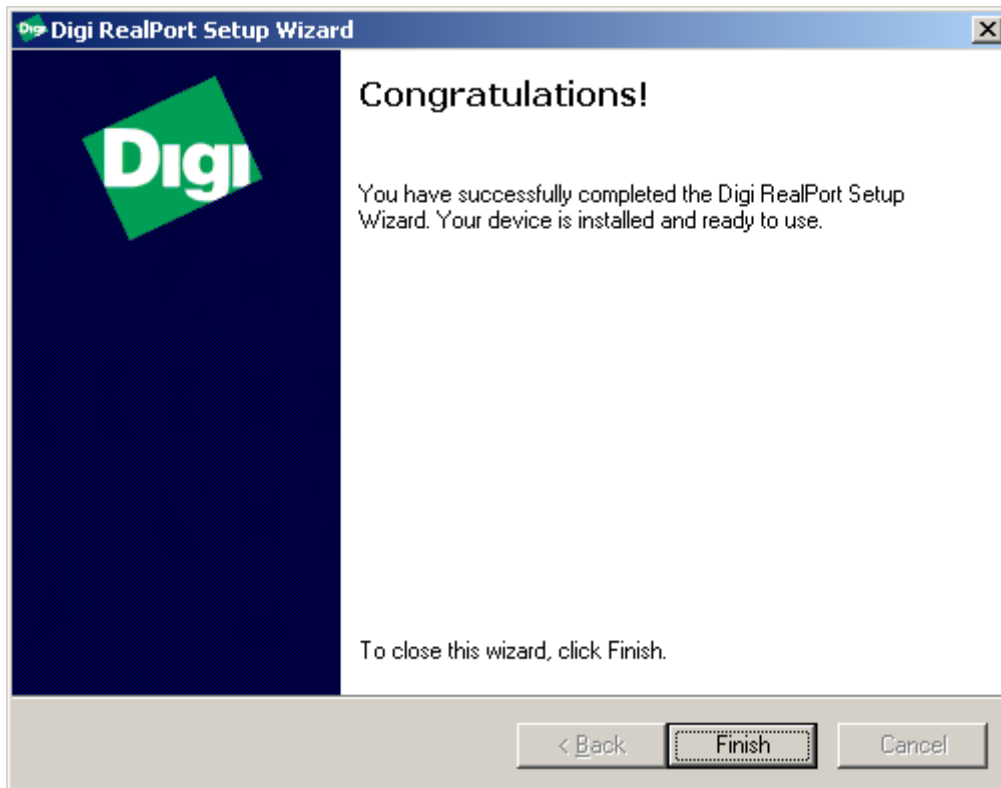 Digi Digi RealPort Setup Wizard
Digi
Congratulations!
You have successfully completed the Digi RealPort Setup
Wizard. Your device is installed and ready to use.
To close this wizard, click Finish.
< Back Finish Cancel